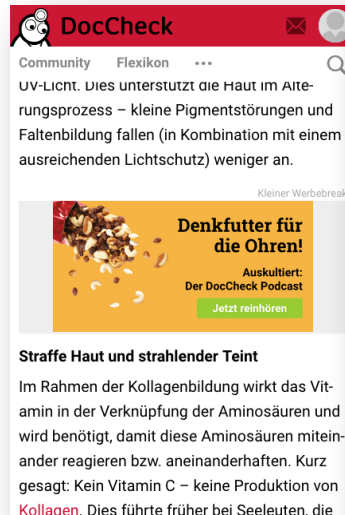 DocCheck
Community Flexikon •••
UV-Licht. Dies unterstützt die Haut im Alte-
rungsprozess – kleine Pigmentstörungen und
Faltenbildung fallen (in Kombination mit einem
ausreichenden Lichtschutz) weniger an.
Kleiner Werbebreak
Denkfutter für
die Ohren!
Auskultiert:
Der DocCheck Podcast
Jetzt reinhören
Straffe Haut und strahlender Teint
Im Rahmen der Kollagenbildung wirkt das Vit-
amin in der Verknüpfung der Aminosäuren und
wird benötigt, damit diese Aminosäuren mitein-
ander reagieren bzw. aneinanderhaften. Kurz
gesagt: Kein Vitamin C – keine Produktion von
Kollagen. Dies führte früher bei Seeleuten, die